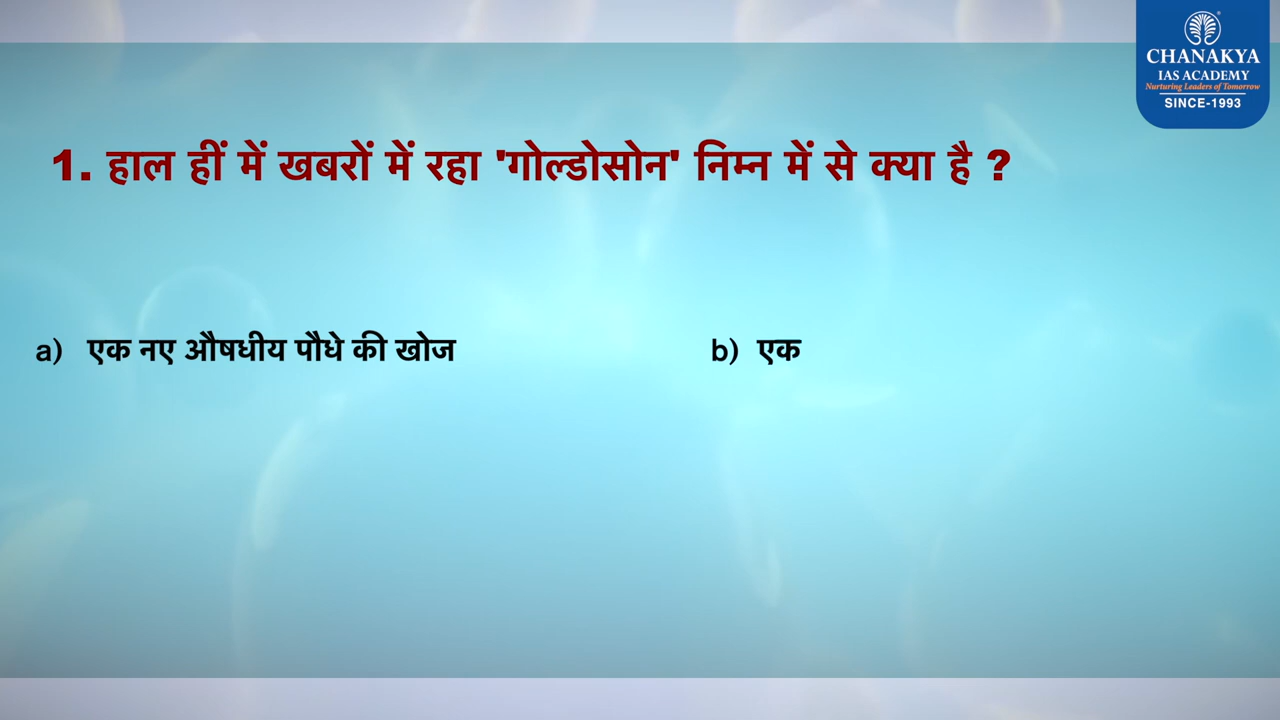 CHANAKYA
IAS ACADEMY
Nurturing Leaders of Tomorrow
SINCE-1993
1. हाल हीं में खबरों में रहा 'गोल्डोसोन' निम्न में से क्या है ?
a) एक नए औषधीय पौधे की खोज
b) एक